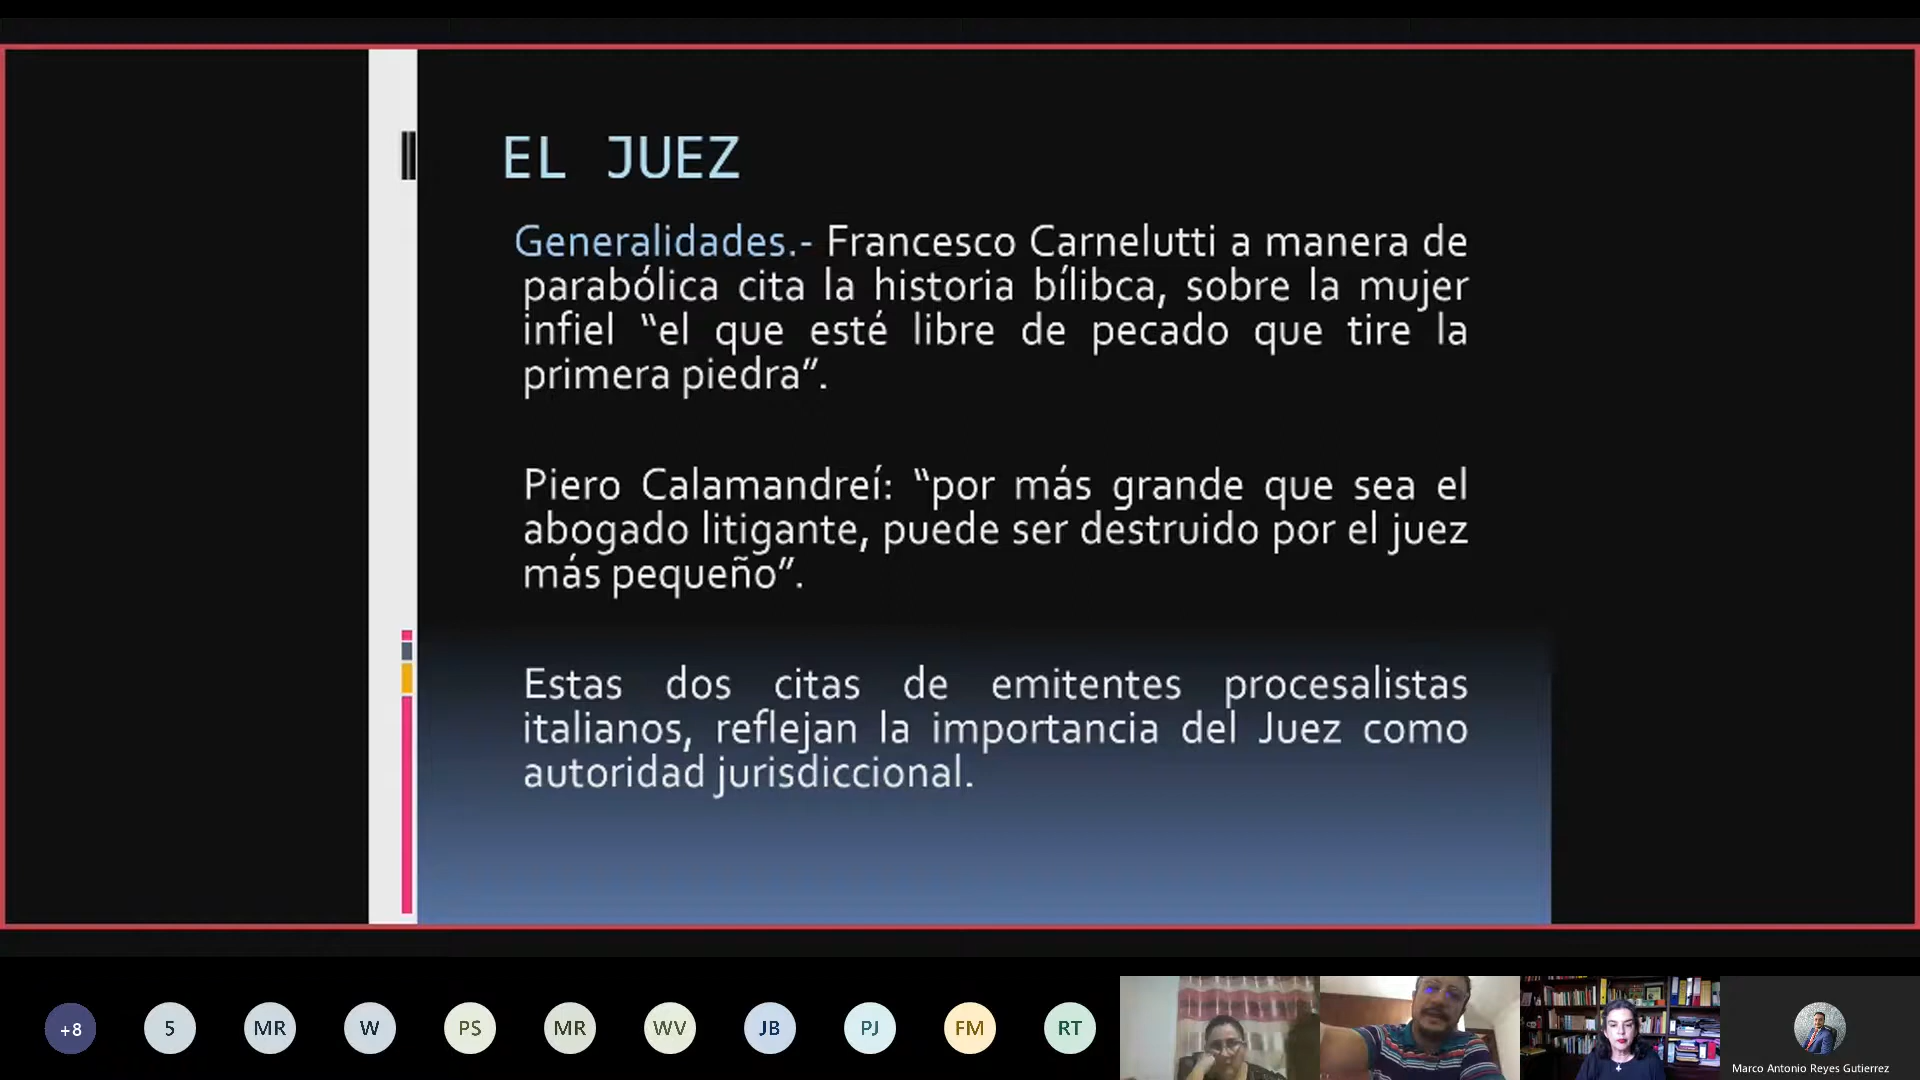 EL JUEZ
Generalidades.- Francesco Carnelutti a manera de
parabólica cita la historia bílibca, sobre la mujer
infiel “el que esté libre de pecado que tire la
primera piedra”.
Piero Calamandreí: “por más grande que sea el
abogado litigante, puede ser destruido por el juez
más pequeño”.
Estas dos citas de emitentes procesalistas
italianos, reflejan la importancia del Juez como
autoridad jurisdiccional.
+8
5
MR
W
PS
MR
WV
JB
PJ
FM
RT
Marco Antonio Reyes Gutierrez